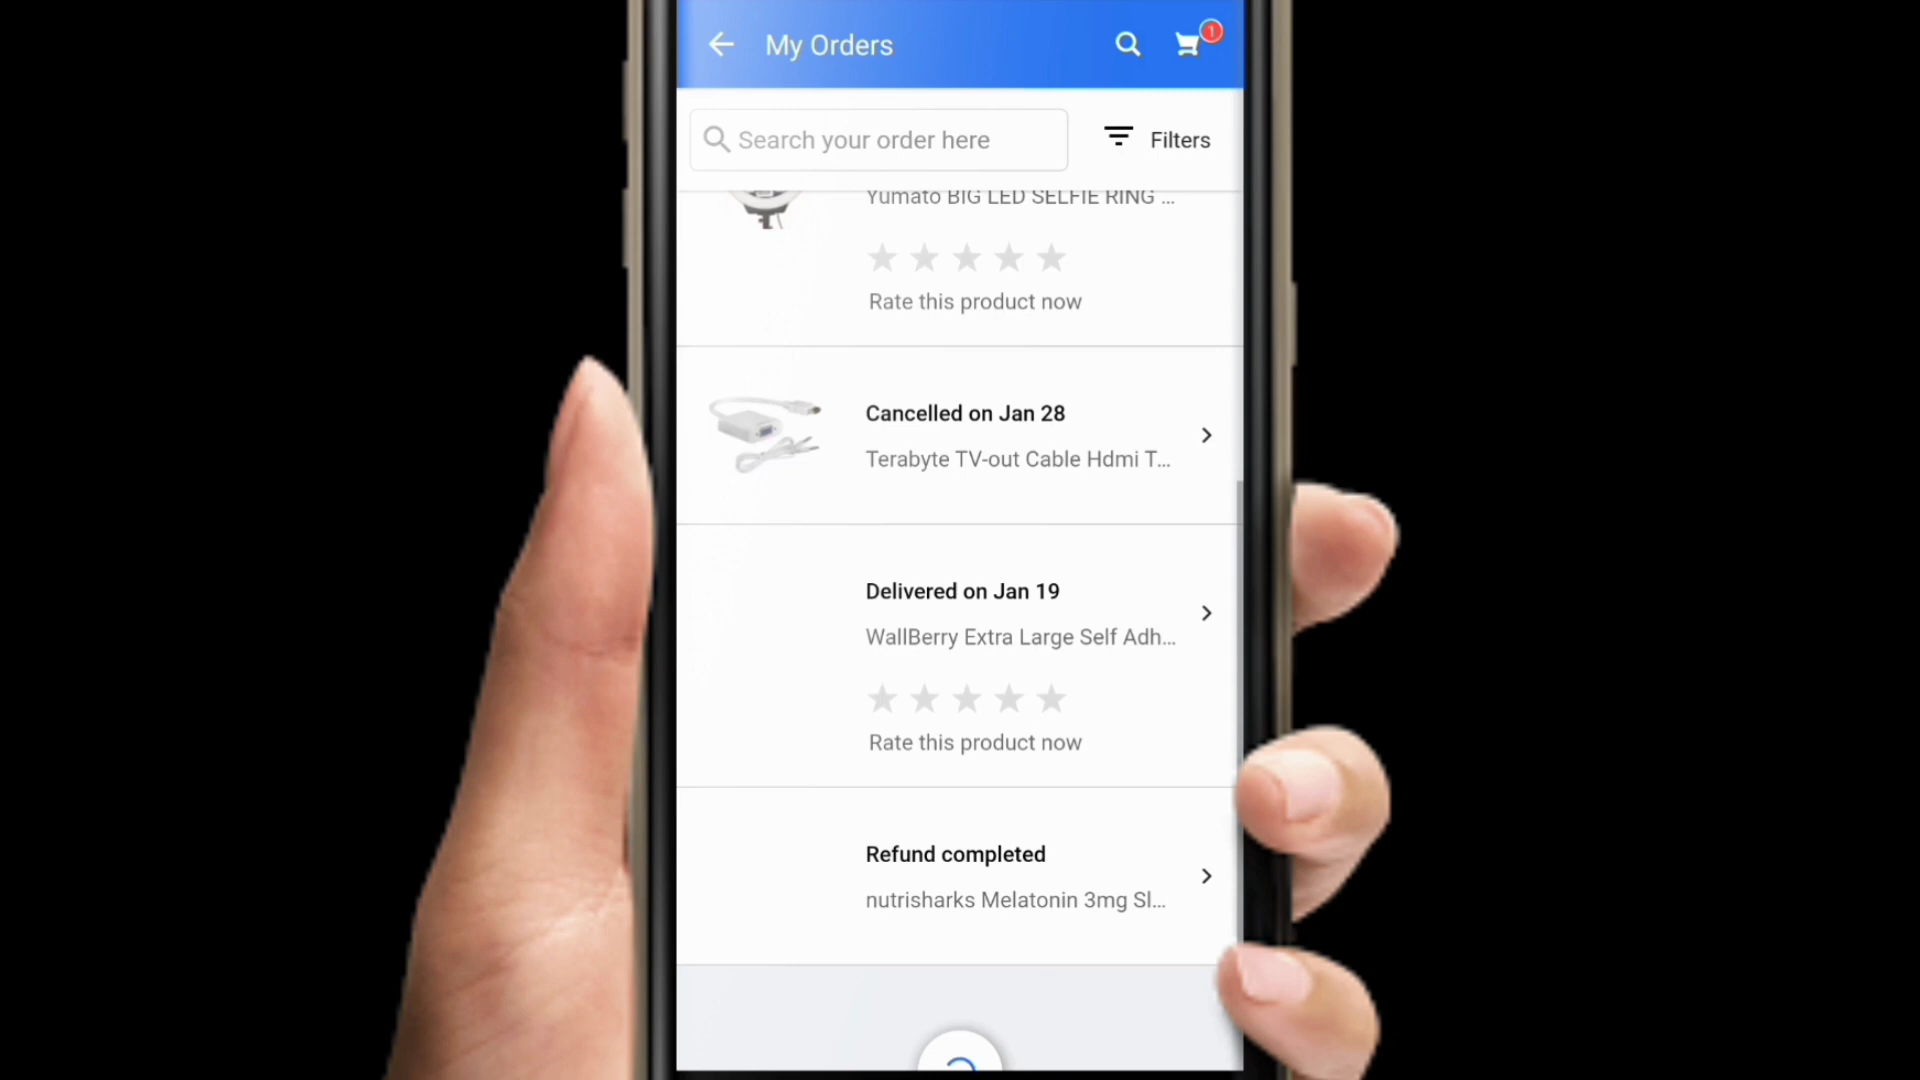 My Orders
1
Search your order here
Filters
Yumato BIG LED SELFIE RING ...
Rate this product now
Cancelled on Jan 28
Terabyte TV-out Cable Hdmi T...
Delivered on Jan 19
WallBerry Extra Large Self Adh...
Rate this product now
Refund completed
nutrisharks Melatonin 3mg Sl...